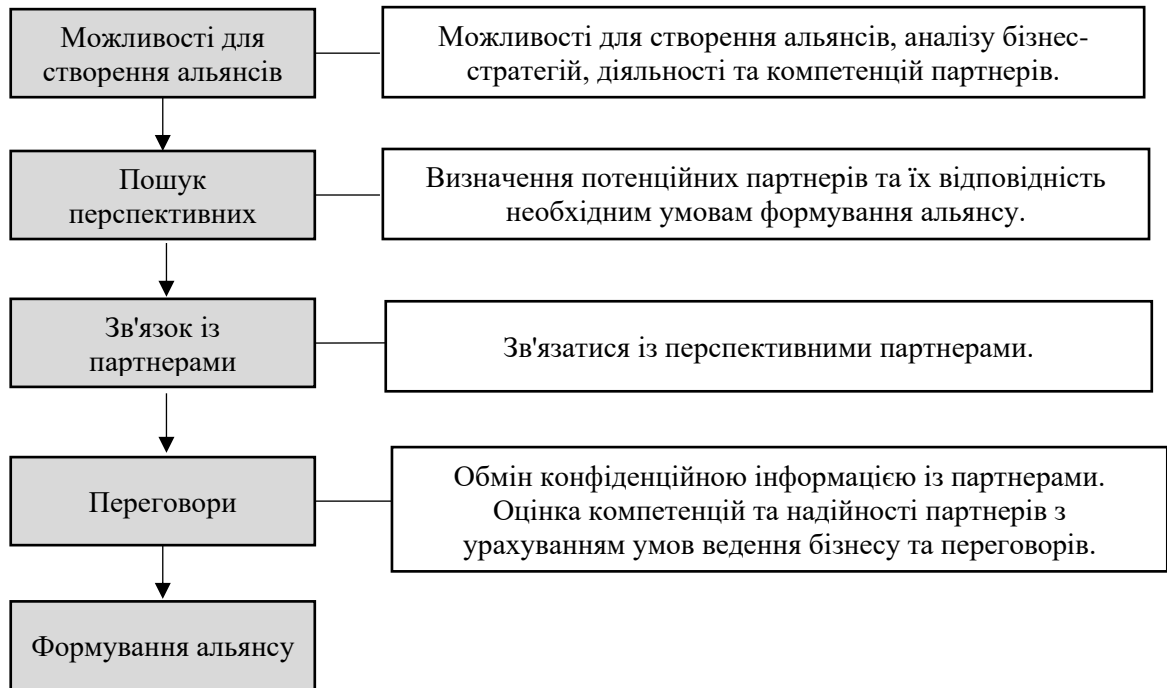 Можливості для
створення альянсів
Можливості для створення альянсів, аналізу бізнес-
стратегій, діяльності та компетенцій партнерів.
Пошук
перспективних
Визначення потенційних партнерів та їх відповідність
необхідним умовам формування альянсу.
Зв'язок із
партнерами
Зв'язатися із перспективними партнерами.
Переговори
Обмін конфіденційною інформацією із партнерами.
Оцінка компетенцій та надійності партнерів з
урахуванням умов ведення бізнесу та переговорів.
Формування альянсу